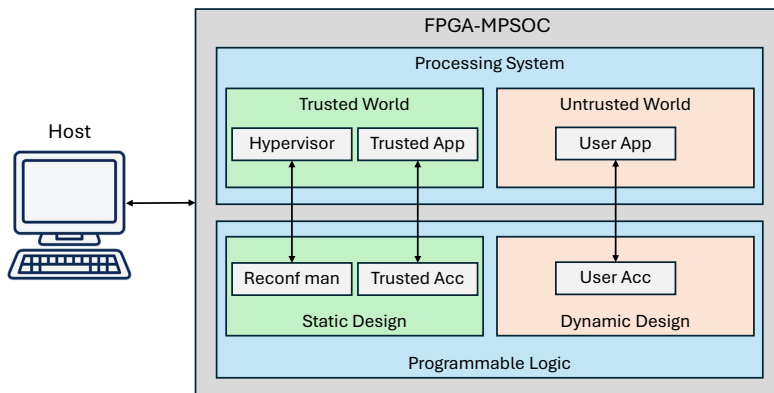 FPGA-MPSOC
Processing System
Host
Trusted World
Untrusted World
Hypervisor
Trusted App
User App
Reconf man
Trusted Acc
User Acc
Static Design
Dynamic Design
Programmable Logic